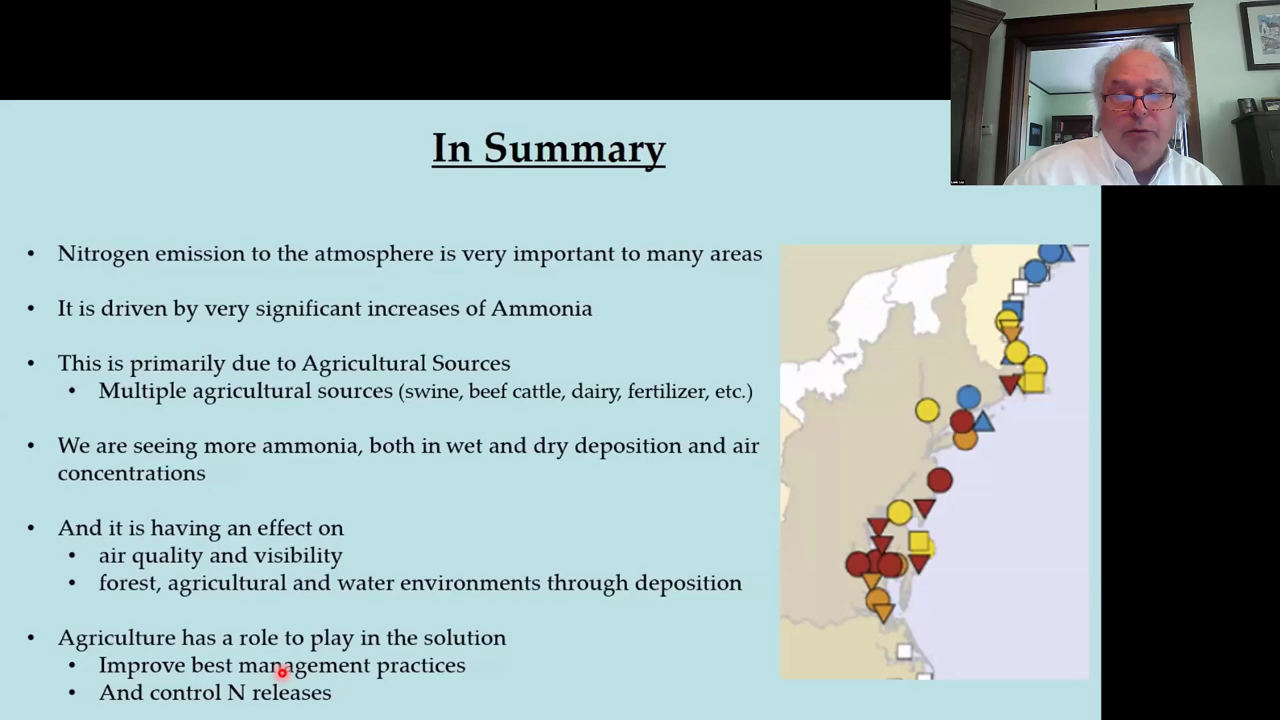 In Summary
• Nitrogen emission to the atmosphere is very important to many areas
• It is driven by very significant increases of Ammonia
• This is primarily due to Agricultural Sources
• Multiple agricultural sources (swine, beef cattle, dairy, fertilizer, etc.)
• We are seeing more ammonia, both in wet and dry deposition and air
concentrations
• And it is having an effect on
• air quality and visibility
• forest, agricultural and water environments through deposition
• Agriculture has a role to play in the solution
• Improve best management practices
• And control N releases